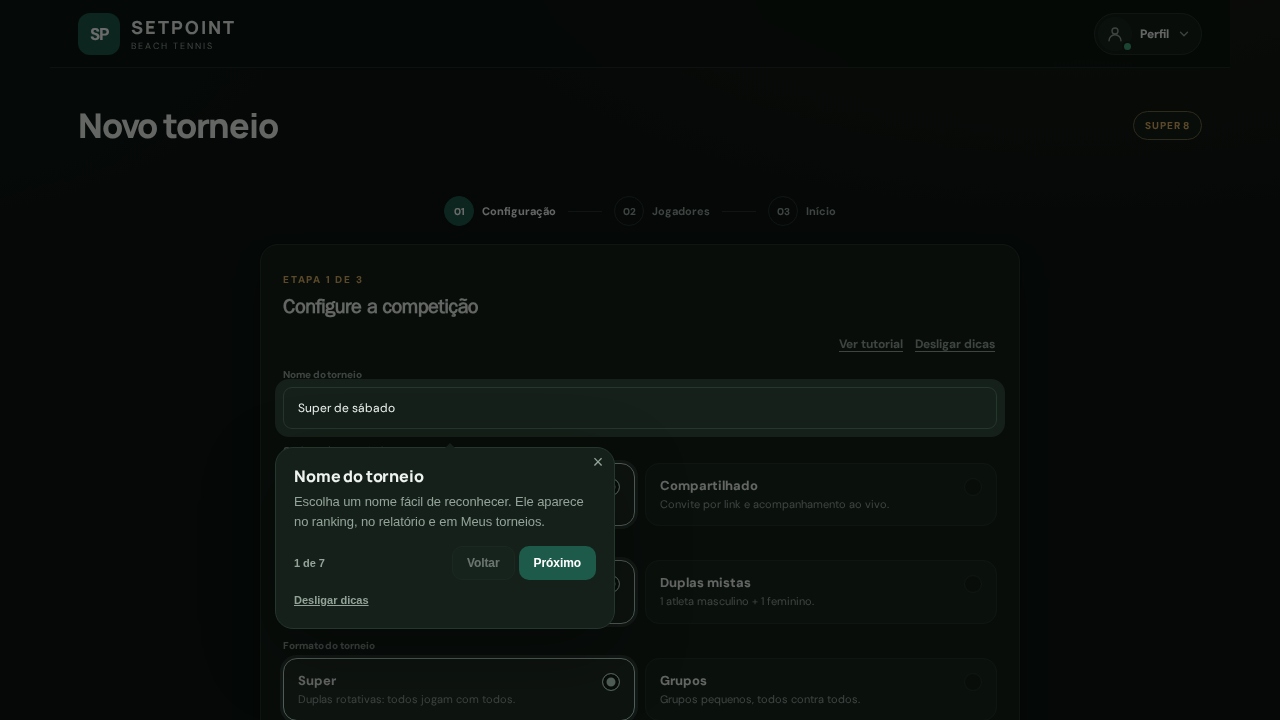 SP
SETPOINT
BEACH TENNIS
Perfil
Novo torneio
SUPER 8
01 Configuração 02 Jogadores 03 Início
ETAPA 1 DE 3
Configure a competição
Ver tutorial Desligar dicas
Nome do torneio
Super de sábado
Nome do torneio
×
Escolha um nome fácil de reconhecer. Ele aparece
no ranking, no relatório e em Meus torneios.
1 de 7
Voltar
Próximo
Desligar dicas
Compartilhado
Convite por link e acompanhamento ao vivo.
Duplas mistas
1 atleta masculino + 1 feminino.
Formato do torneio
Super
Duplas rotativas: todos jogam com todos.
Grupos
Grupos pequenos, todos contra todos.